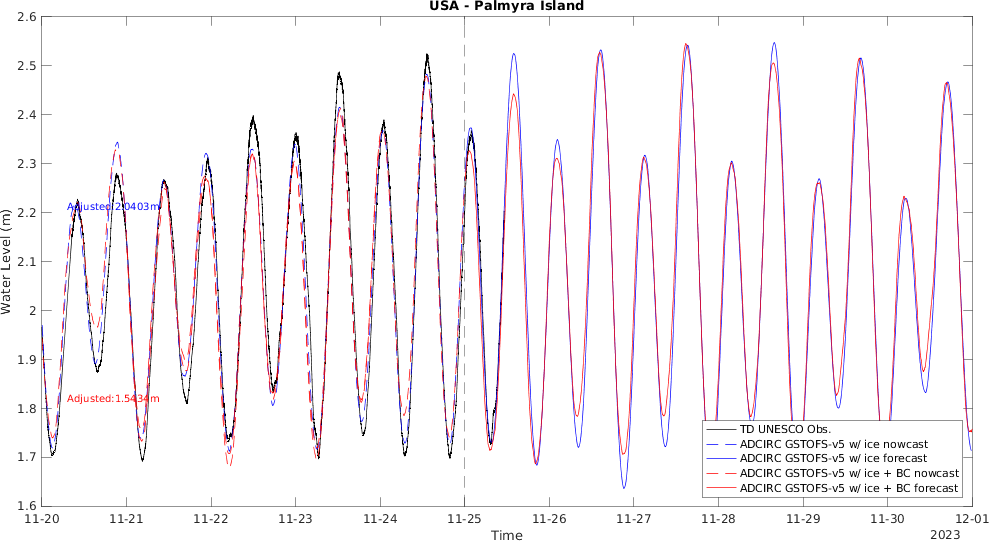 USA - Palmyra Island
2.6
2.5
2.4
2.3
2.2
2.1
2
1.9
1.8
1.7
1.6
Water Level (m)
Adjusted:2.0403m
Adjusted:1.5434m
TD UNESCO Obs.
ADCIRC GSTOFS-v5 w/ ice nowcast
ADCIRC GSTOFS-v5 w/ ice forecast
ADCIRC GSTOFS-v5 w/ ice + BC nowcast
ADCIRC GSTOFS-v5 w/ ice + BC forecast
11-20 11-21 11-22 11-23 11-24 11-25 11-26 11-27 11-28 11-29 11-30 12-01
Time
2023